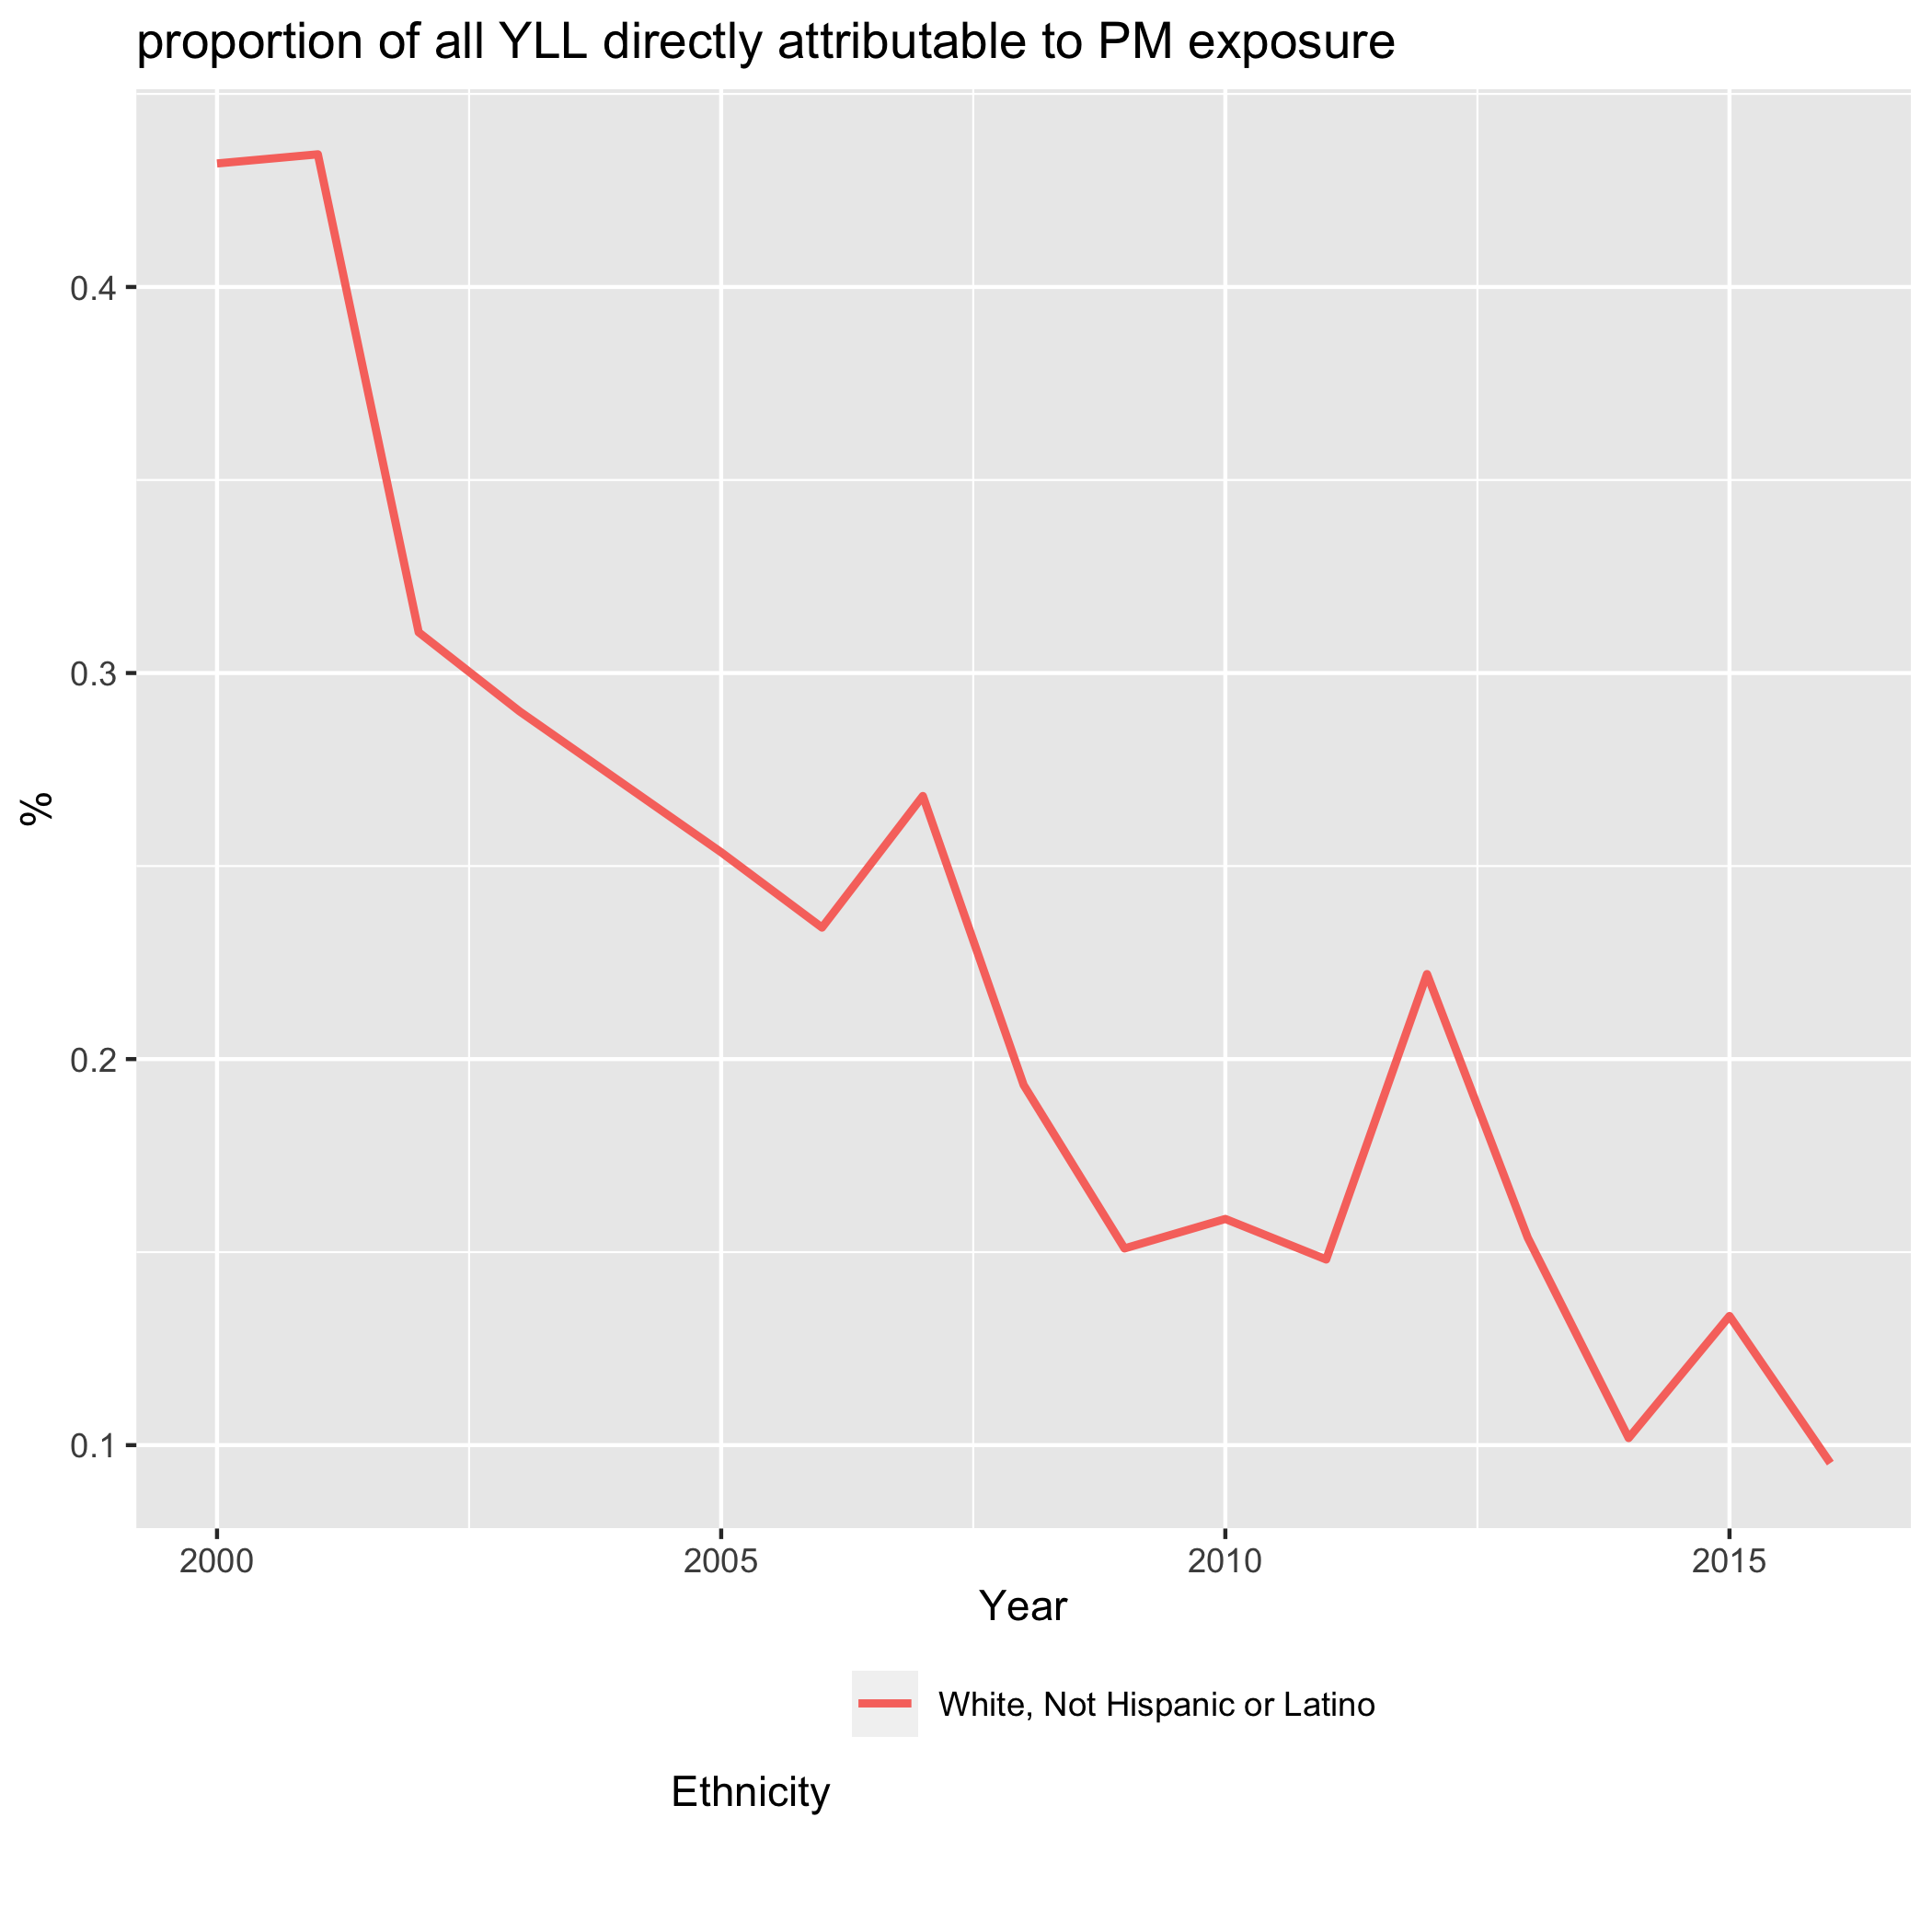 proportion of all YLL directly attributable to PM exposure
%
0.4
0.3
0.2
0.1
2000 2005 2010 2015
Year
White, Not Hispanic or Latino
Ethnicity